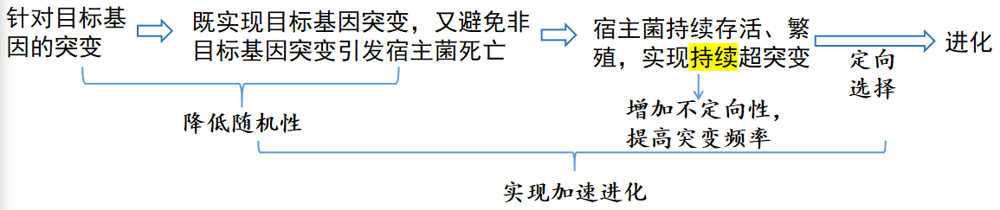 针对目标基
因的突变
既实现目标基因突变，又避免非
目标基因突变引发宿主菌死亡
宿主菌持续存活、繁
殖，实现持续超突变
定向
选择
进化
降低随机性
增加不定向性，
提高突变频率
实现加速进化